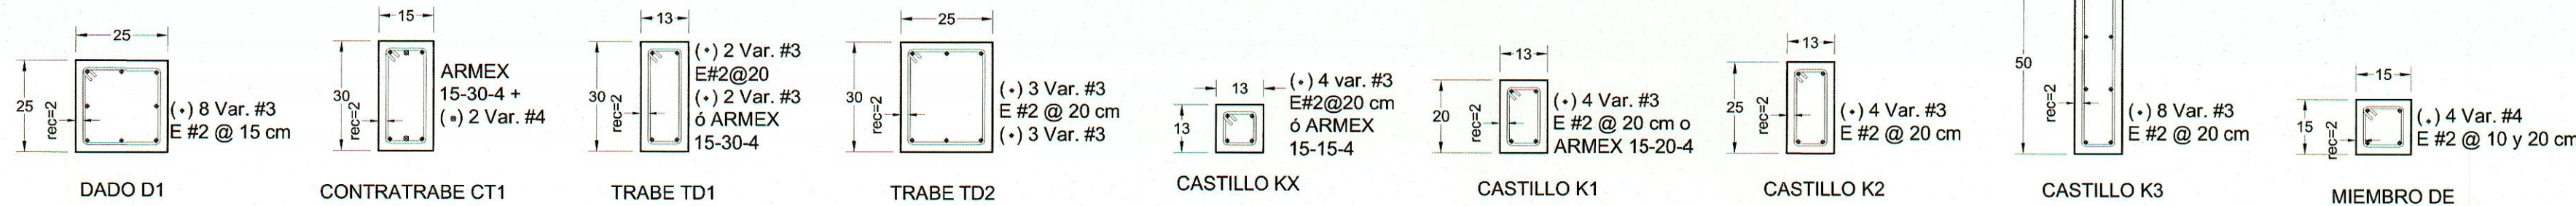 25
25
rec=2
(•) 8 Var. #3
E #2 @ 15 cm
DADO D1
15
30
rec=2
ARMEX
15-30-4 +
(⊗) 2 Var. #4
CONTRATRABE CT1
13
30
rec=2
(•) 2 Var. #3
E#2@20
(•) 2 Var. #3
ó ARMEX
15-30-4
TRABE TD1
25
30
rec=2
(•) 3 Var. #3
E #2 @ 20 cm
(•) 3 Var. #3
TRABE TD2
13
13
(•) 4 var. #3
E#2@20 cm
ó ARMEX
15-15-4
CASTILLO KX
13
20
rec=2
(•) 4 Var. #3
E #2 @ 20 cm o
ARMEX 15-20-4
CASTILLO K1
13
25
rec=2
(•) 4 Var. #3
E #2 @ 20 cm
CASTILLO K2
50
rec=2
(•) 8 Var. #3
E #2 @ 20 cm
CASTILLO K3
15
15
rec=2
(•) 4 Var. #4
E #2 @ 10 y 20 cm
MIEMBRO DE